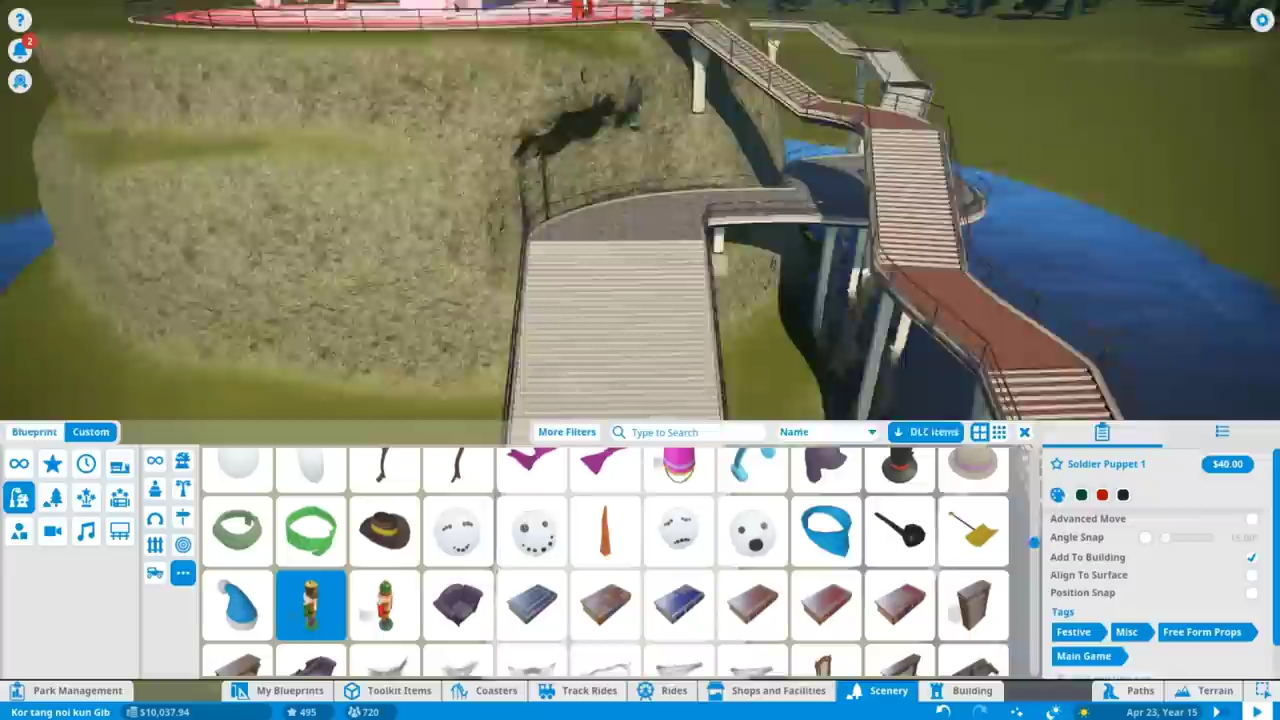 ?
2
Blueprint Custom More Filters Type to Search Name DLC Items
Soldier Puppet 1 $40.00
Advanced Move
Angle Snap 15.00°
Add To Building
Align To Surface
Position Snap
Tags
Festive Misc Free Form Props
Main Game
Park Management My Blueprints Toolkit Items Coasters Track Rides Rides Shops and Facilities Scenery Building Paths Terrain
Kor tang noi kun Gib $10,037.94 495 720 Apr 23, Year 15